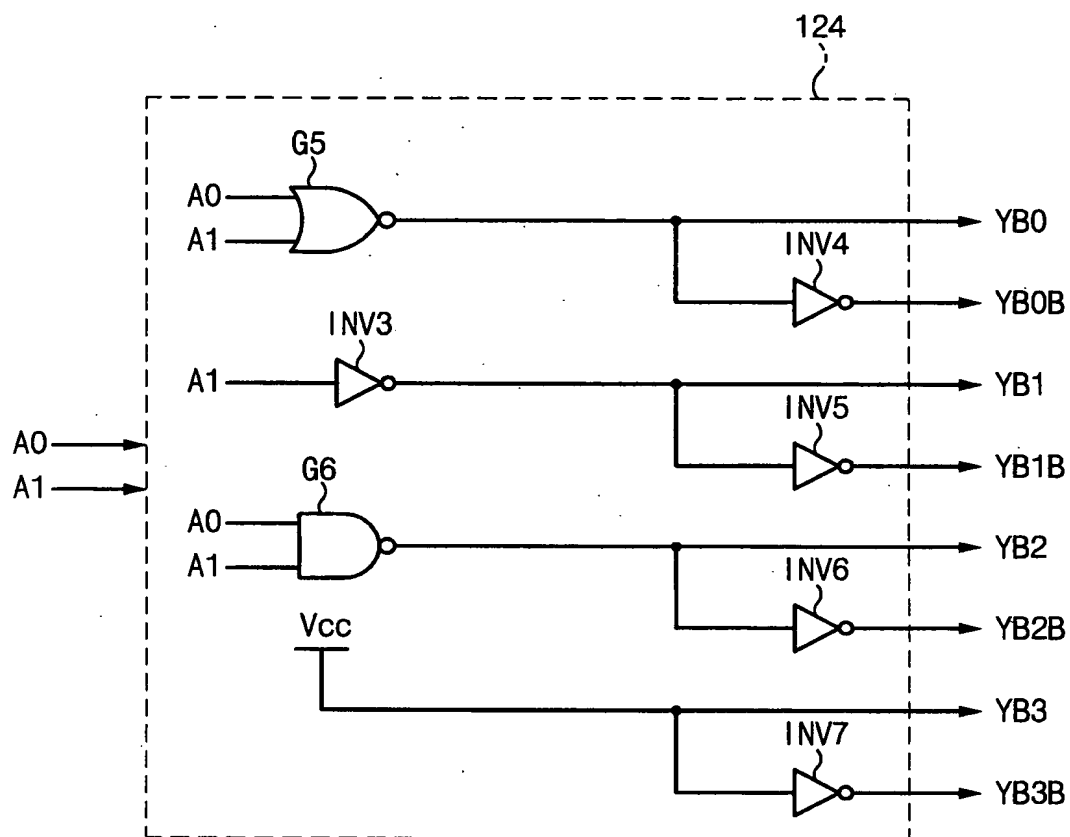 124
G5
A0
A1
YB0
INV4
YB0B
INV3
A1
YB1
INV5
YB1B
A0
A1
G6
A0
A1
YB2
INV6
YB2B
Vcc
YB3
INV7
YB3B